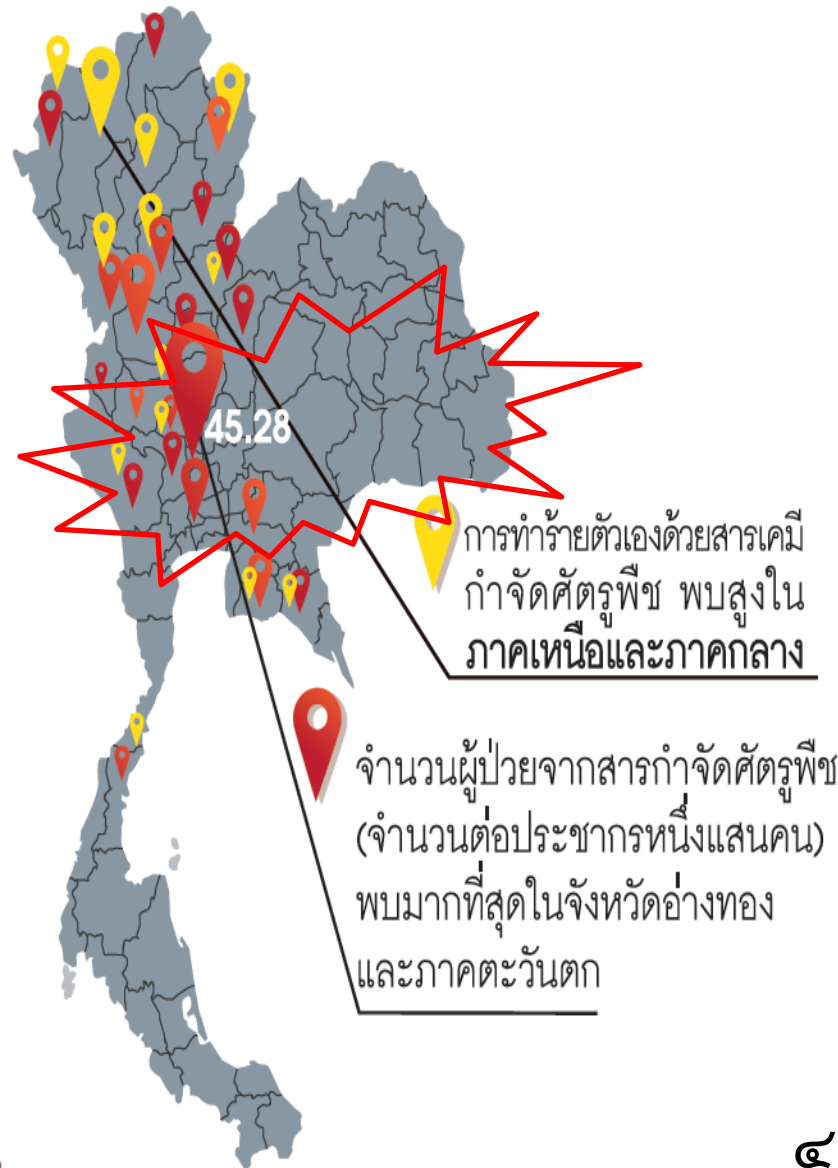 45.28
การทำร้ายตัวเองด้วยสารเคมี
กำจัดศัตรูพืช พบสูงใน
ภาคเหนือและภาคกลาง
จำนวนผู้ป่วยจากสารกำจัดศัตรูพืช
(จำนวนต่อประชากรหนึ่งแสนคน)
พบมากที่สุดในจังหวัดอ่างทอง
และภาคตะวันตก
๔